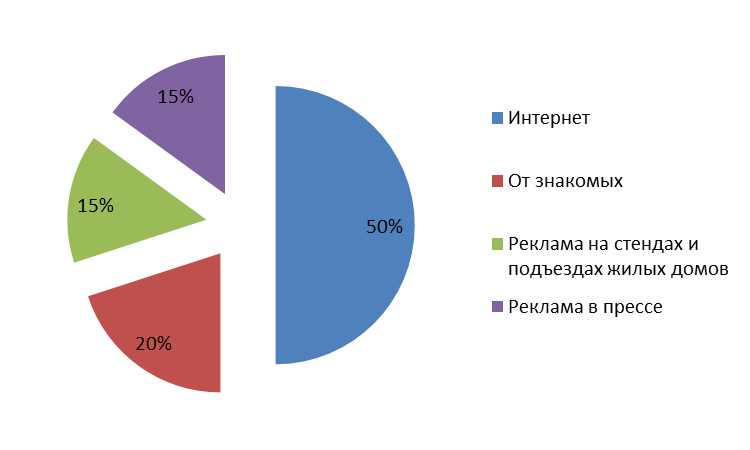 15%
15%
50%
20%
Интернет
От знакомых
Реклама на стендах и
подъездах жилых домов
Реклама в прессе